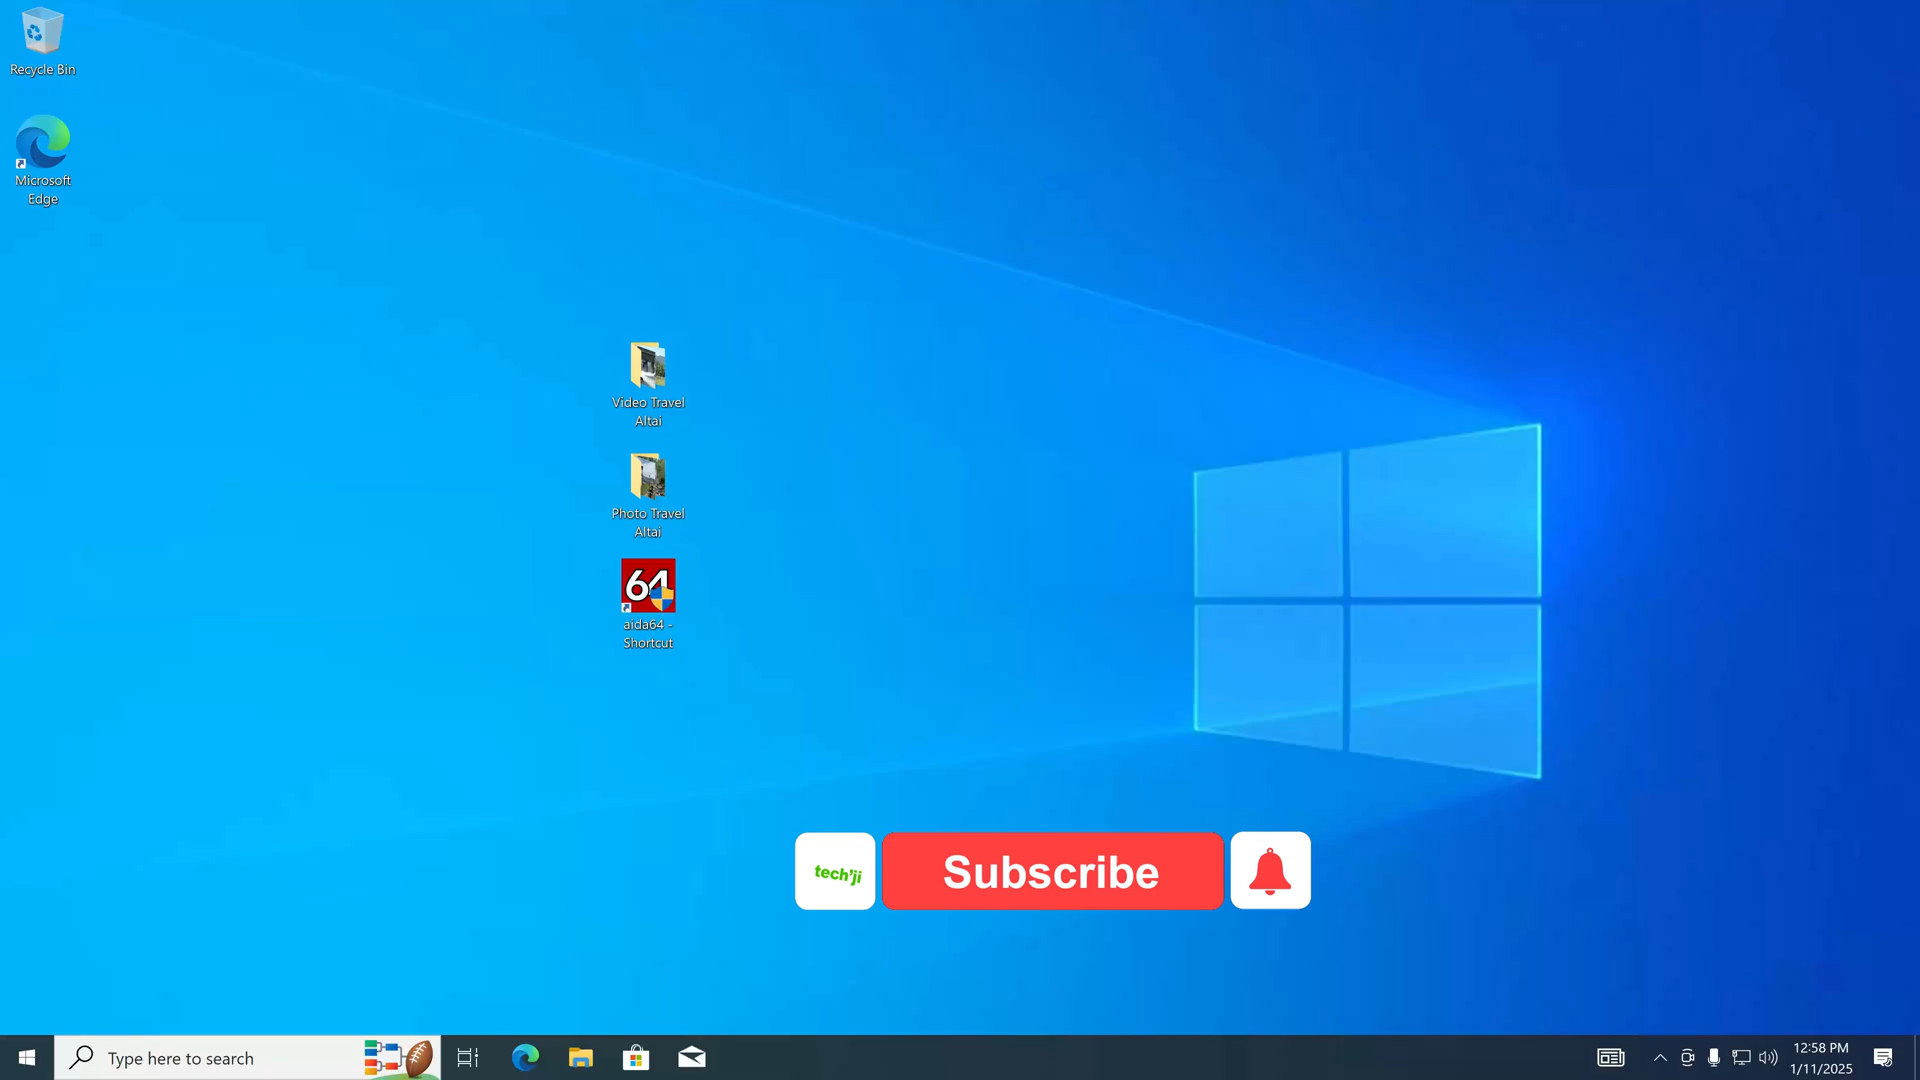 Recycle Bin
Microsoft
Edge
Video Travel
Altai
Photo Travel
Altai
64
aida64 -
Shortcut
tech'ji
Subscribe
Type here to search
12:58 PM
1/11/2025